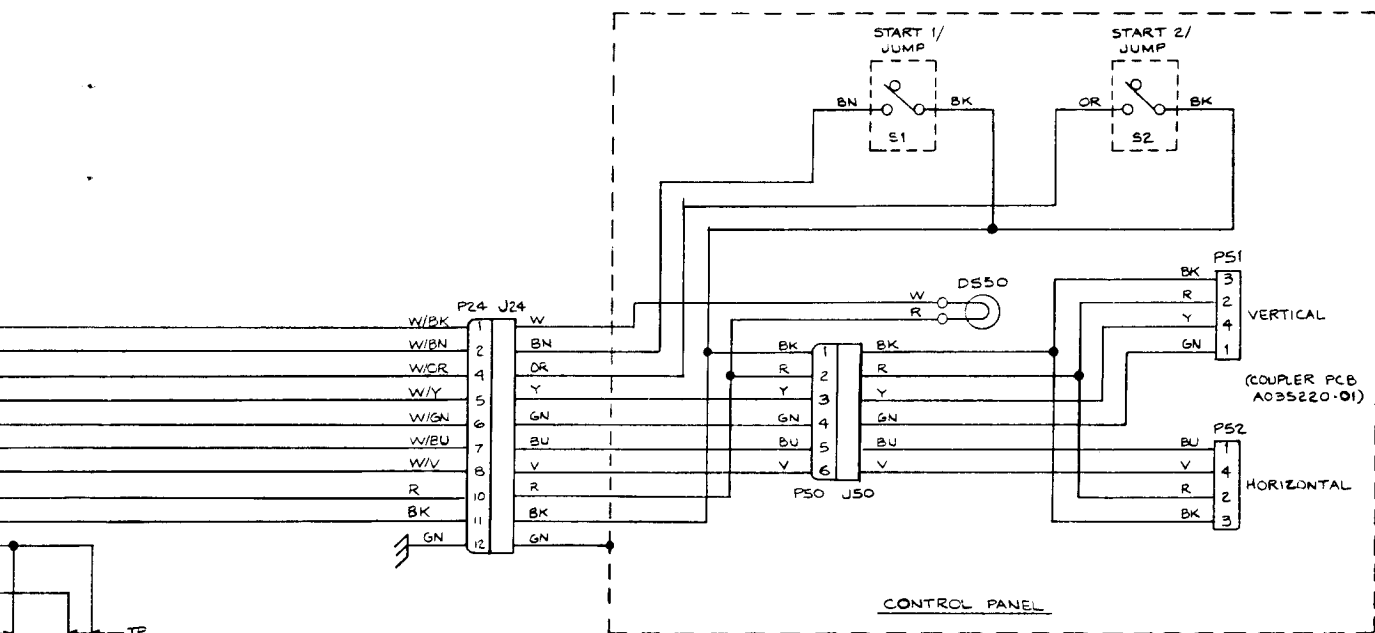 START 1/
JUMP
START 2/
JUMP
BN
BK
OR
BK
S1
S2
P51
DS50
BK 3
R 2
Y 4
GN 1
VERTICAL
W
R
P24 J24
W/BK 1 W
W/BN 2 BN
W/OR 4 OR
W/Y 5 Y
W/GN 6 GN
W/BU 7 BU
W/V 8 V
R 10 R
BK 11 BK
GN 12 GN
BK 1 BK
R 2 R
Y 3 Y
GN 4 GN
BU 5 BU
V 6 V
P50 J50
(COUPLER PCB
A035220-01)
P52
BU 1
V 4
R 2
BK 3
HORIZONTAL
CONTROL PANEL